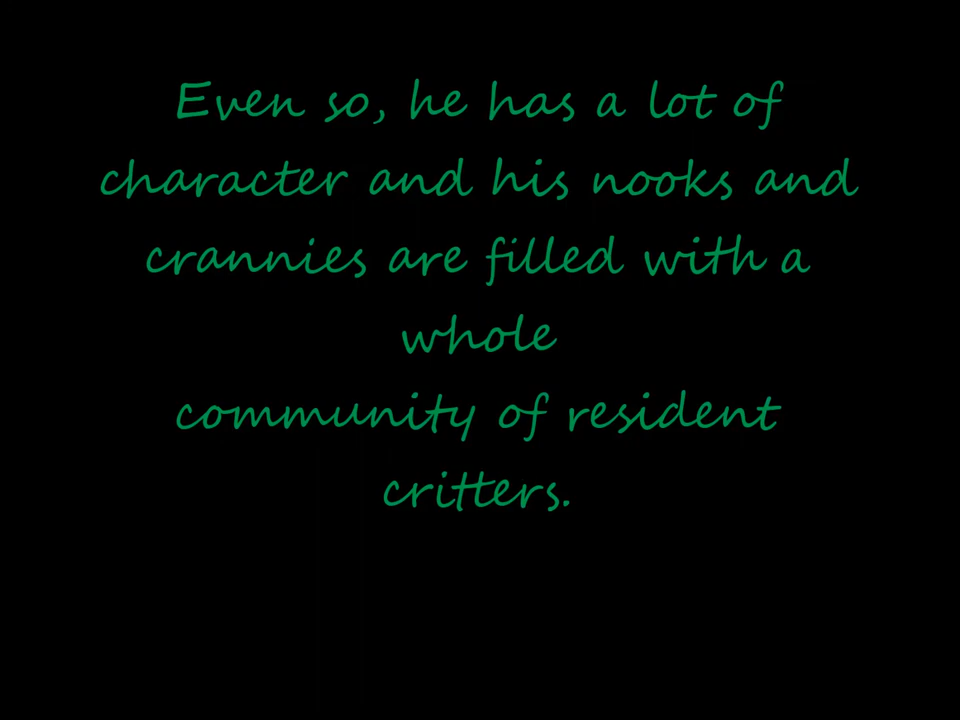 Even so, he has a lot of
character and his nooks and
crannies are filled with a
whole
community of resident
critters.